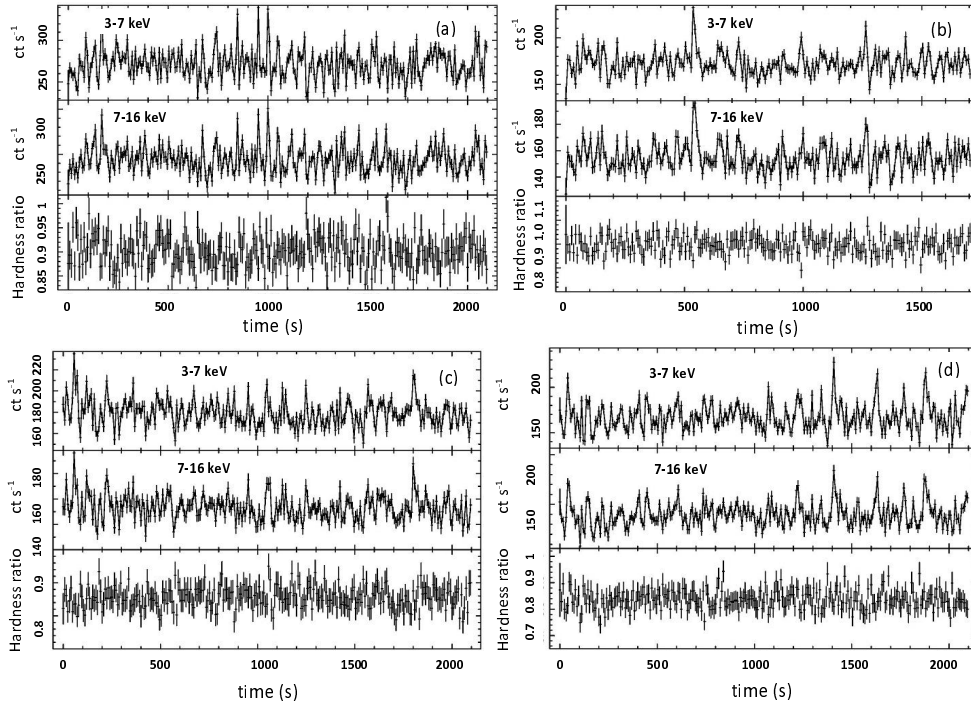 3-7 keV
(a)
ct s⁻¹
300
250
7-16 keV
ct s⁻¹
300
250
Hardness ratio
1
0.95
0.9
0.85
0 500 1000 1500 2000
time (s)
3-7 keV
(b)
ct s⁻¹
200
150
7-16 keV
ct s⁻¹
180
160
140
Hardness ratio
1.1
1.0
0.9
0.8
0 500 1000 1500
time (s)
3-7 keV
(c)
ct s⁻¹
220
200
180
160
7-16 keV
ct s⁻¹
180
160
140
Hardness ratio
1
0.9
0.8
0 500 1000 1500 2000
time (s)
3-7 keV
(d)
ct s⁻¹
200
150
7-16 keV
ct s⁻¹
200
150
Hardness ratio
1
0.9
0.8
0.7
0 500 1000 1500 2000
time (s)